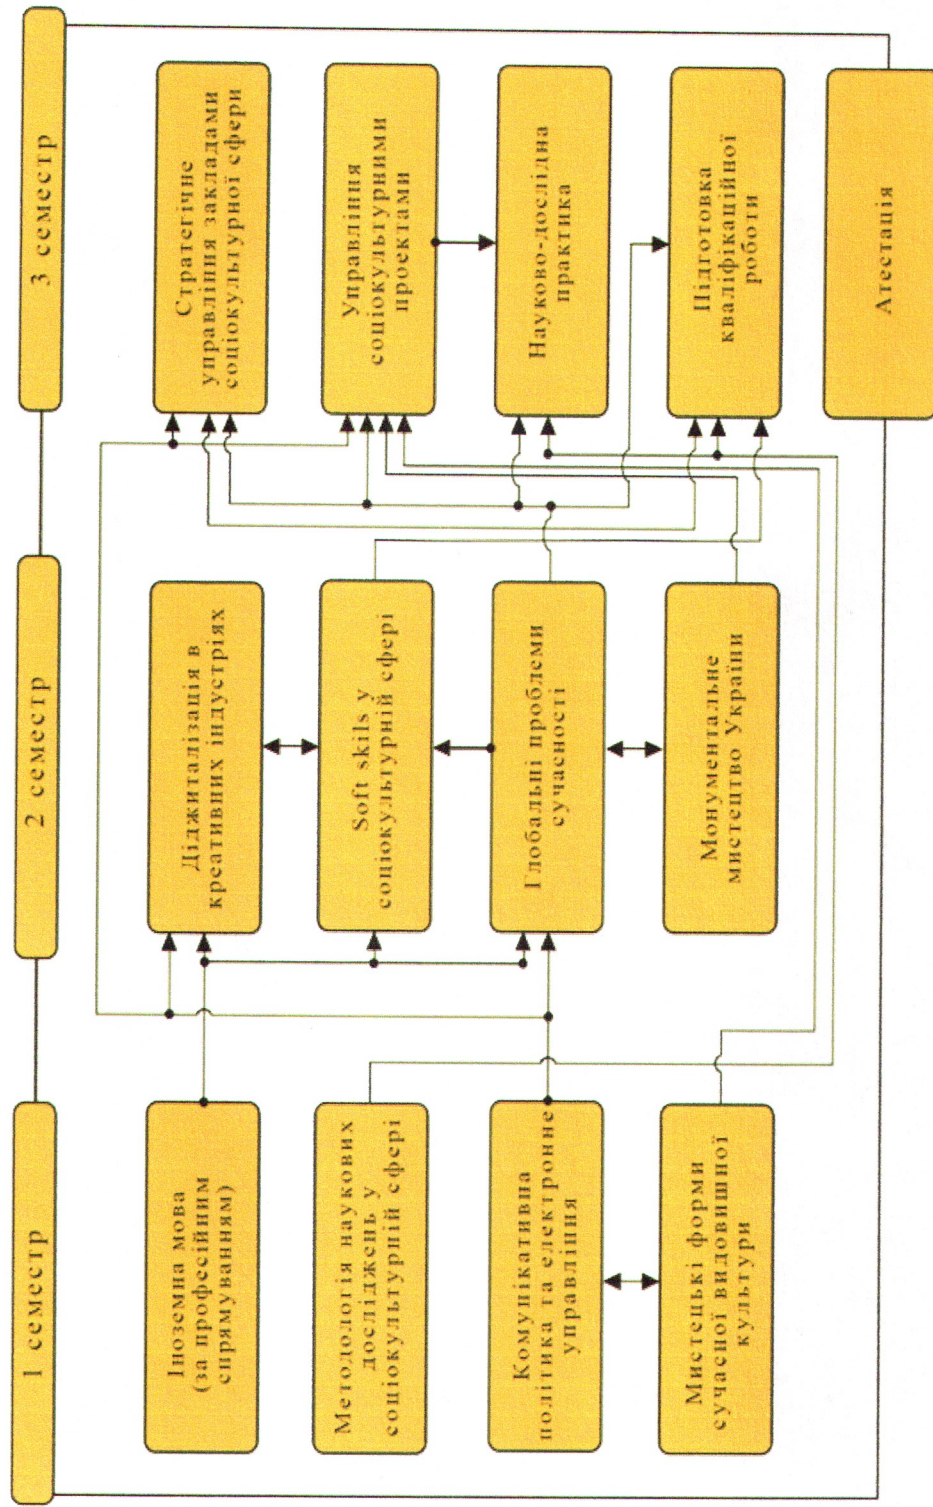 1 семестр
2 семестр
3 семестр
Іноземна мова
(за професійним
спрямуванням)
Методологія наукових
досліджень у
соціокультурній сфері
Комунікативна
політика та електронне
управління
Мистецькі форми
сучасної видовишної
культури
Діджиталізація в
креативних індустріях
Soft skils у
соціокультурній сфері
Глобальні проблеми
сучасності
Монументальне
мистецтво України
Стратегічне
управління закладами
соціокультурної сфери
Управління
соціокультурними
проектами
Науково-дослідна
практика
Підготовка
кваліфікаційної
роботи
Атестація